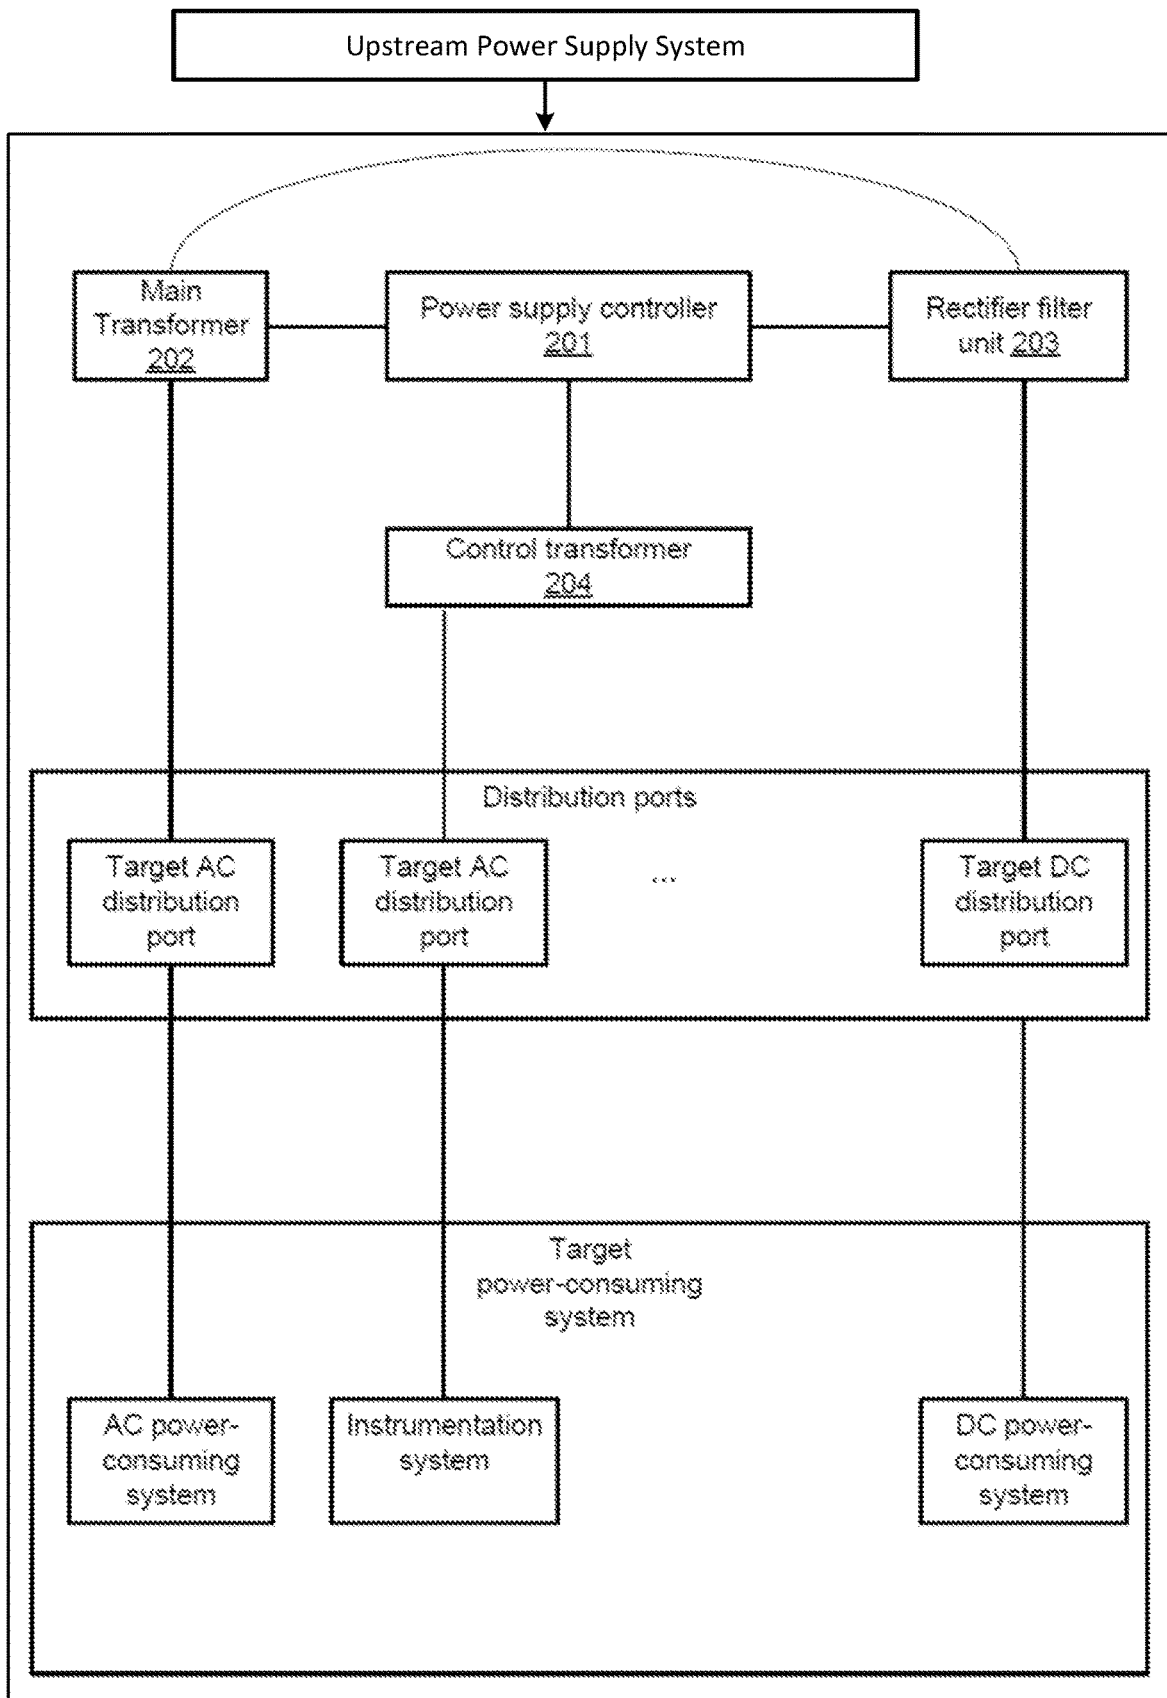 Upstream Power Supply System
Main
Transformer
202
Power supply controller
201
Rectifier filter
unit 203
Control transformer
204
Distribution ports
Target AC
distribution
port
Target AC
distribution
port
...
Target DC
distribution
port
Target
power-consuming
system
AC power-
consuming
system
Instrumentation
system
DC power-
consuming
system